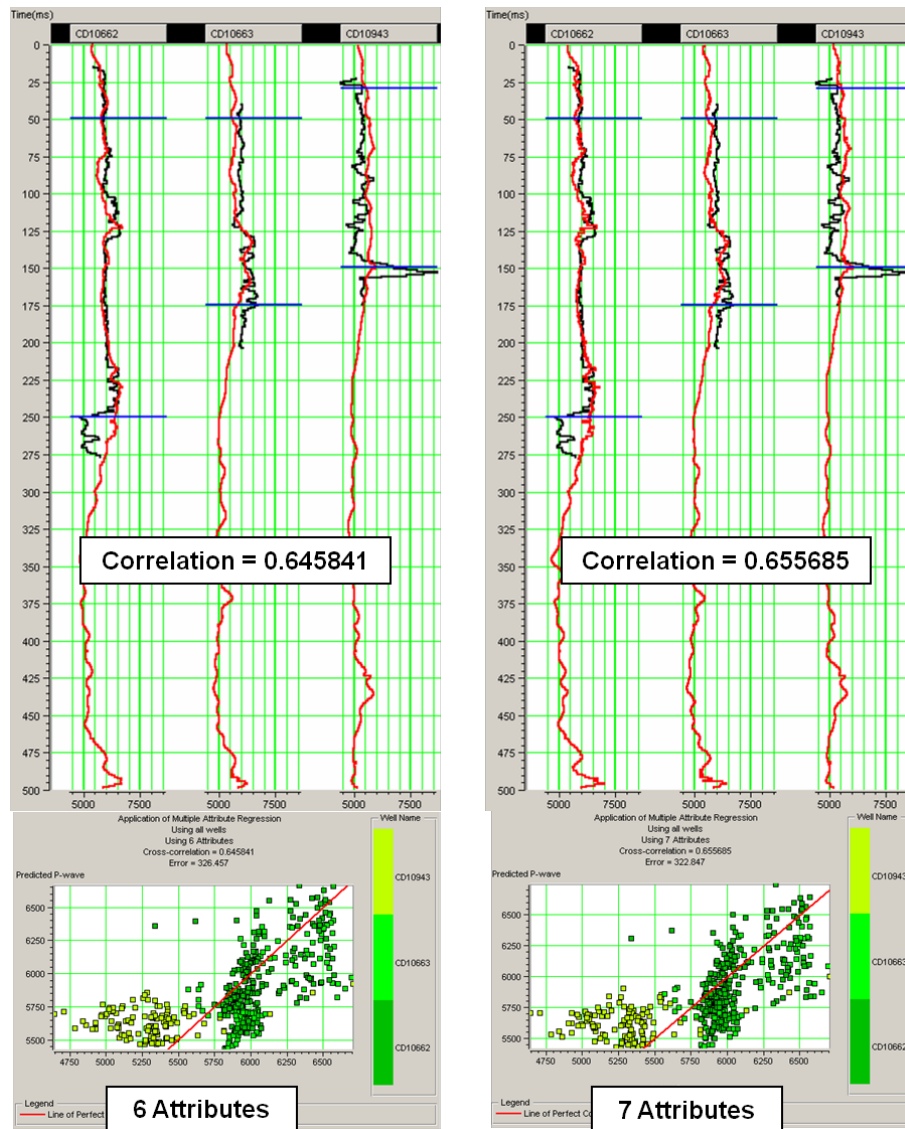 Time(ms)
CD10662 CD10663 CD10943
0
25
50
75
100
125
150
175
200
225
250
275
300
325
350
375
400
425
450
475
500
Correlation = 0.645841
5000 7500 5000 7500 5000 7500
Application of Multiple Attribute Regression
Using all wells
Using 6 Attributes
Cross-correlation = 0.645841
Error = 326.457
Predicted P-wave
6500
6250
6000
5750
5500
4750 5000 5250 5500 5750 6000 6250 6500
Well Name
CD10943
CD10663
CD10662
Legend
Line of Perfect
6 Attributes
Time(ms)
CD10662 CD10663 CD10943
0
25
50
75
100
125
150
175
200
225
250
275
300
325
350
375
400
425
450
475
500
Correlation = 0.655685
5000 7500 5000 7500 5000 7500
Application of Multiple Attribute Regression
Using all wells
Using 7 Attributes
Cross-correlation = 0.655685
Error = 322.847
Predicted P-wave
6500
6250
6000
5750
5500
4750 5000 5250 5500 5750 6000 6250 6500
Well Name
CD10943
CD10663
CD10662
Legend
Line of Perfect
7 Attributes